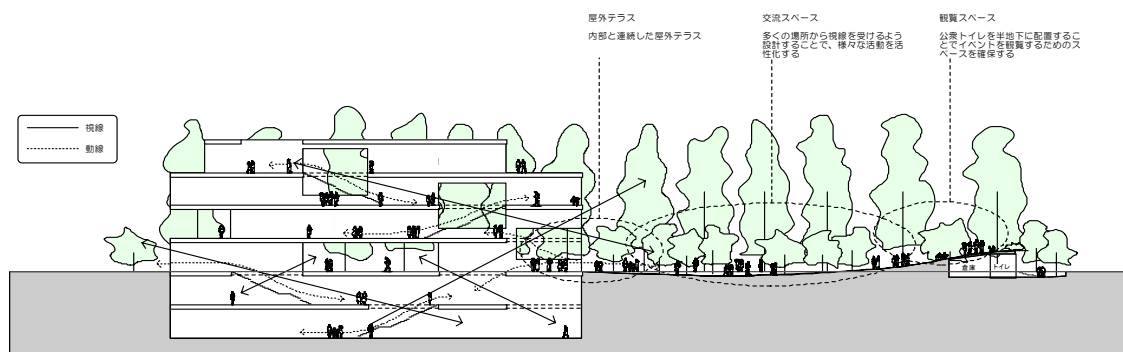 屋外テラス
内部と連続した屋外テラス
交流スペース
多くの場所から視線を受けるよう
設計することで、様々な活動を活
性化する
観覧スペース
公衆トイレを半地下に配置するこ
とでイベントを観覧するためのス
ペースを確保する
視線
動線
倉庫
トイレ